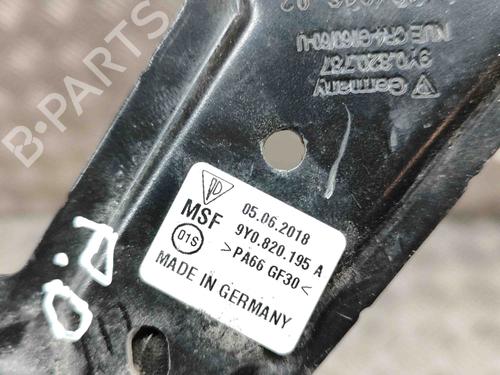 Germany
9Y0.820.787
05.06.2018
MSF
9Y0.820.195 A
01S
>PA66 GF30<
MADE IN GERMANY
B-Parts